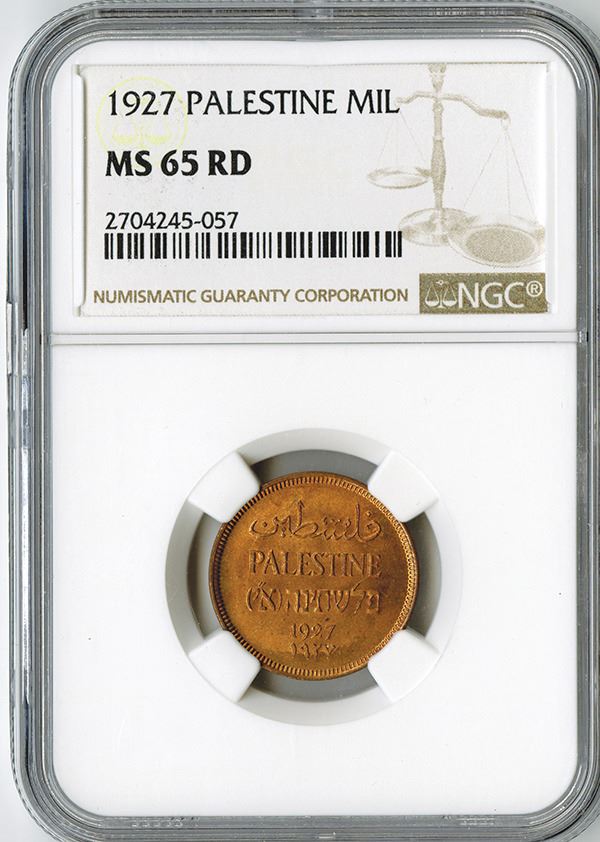 1927 PALESTINE MIL
MS 65 RD
2704245-057
NUMISMATIC GUARANTY CORPORATION
NGC®
فلسطين
PALESTINE
פלשתינה (א״י)
1927
١٩٢٧